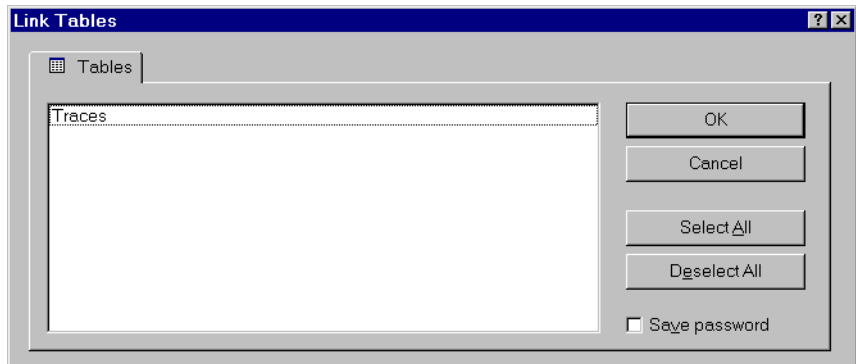 Link Tables
Tables
Traces
OK
Cancel
Select All
Deselect All
Save password